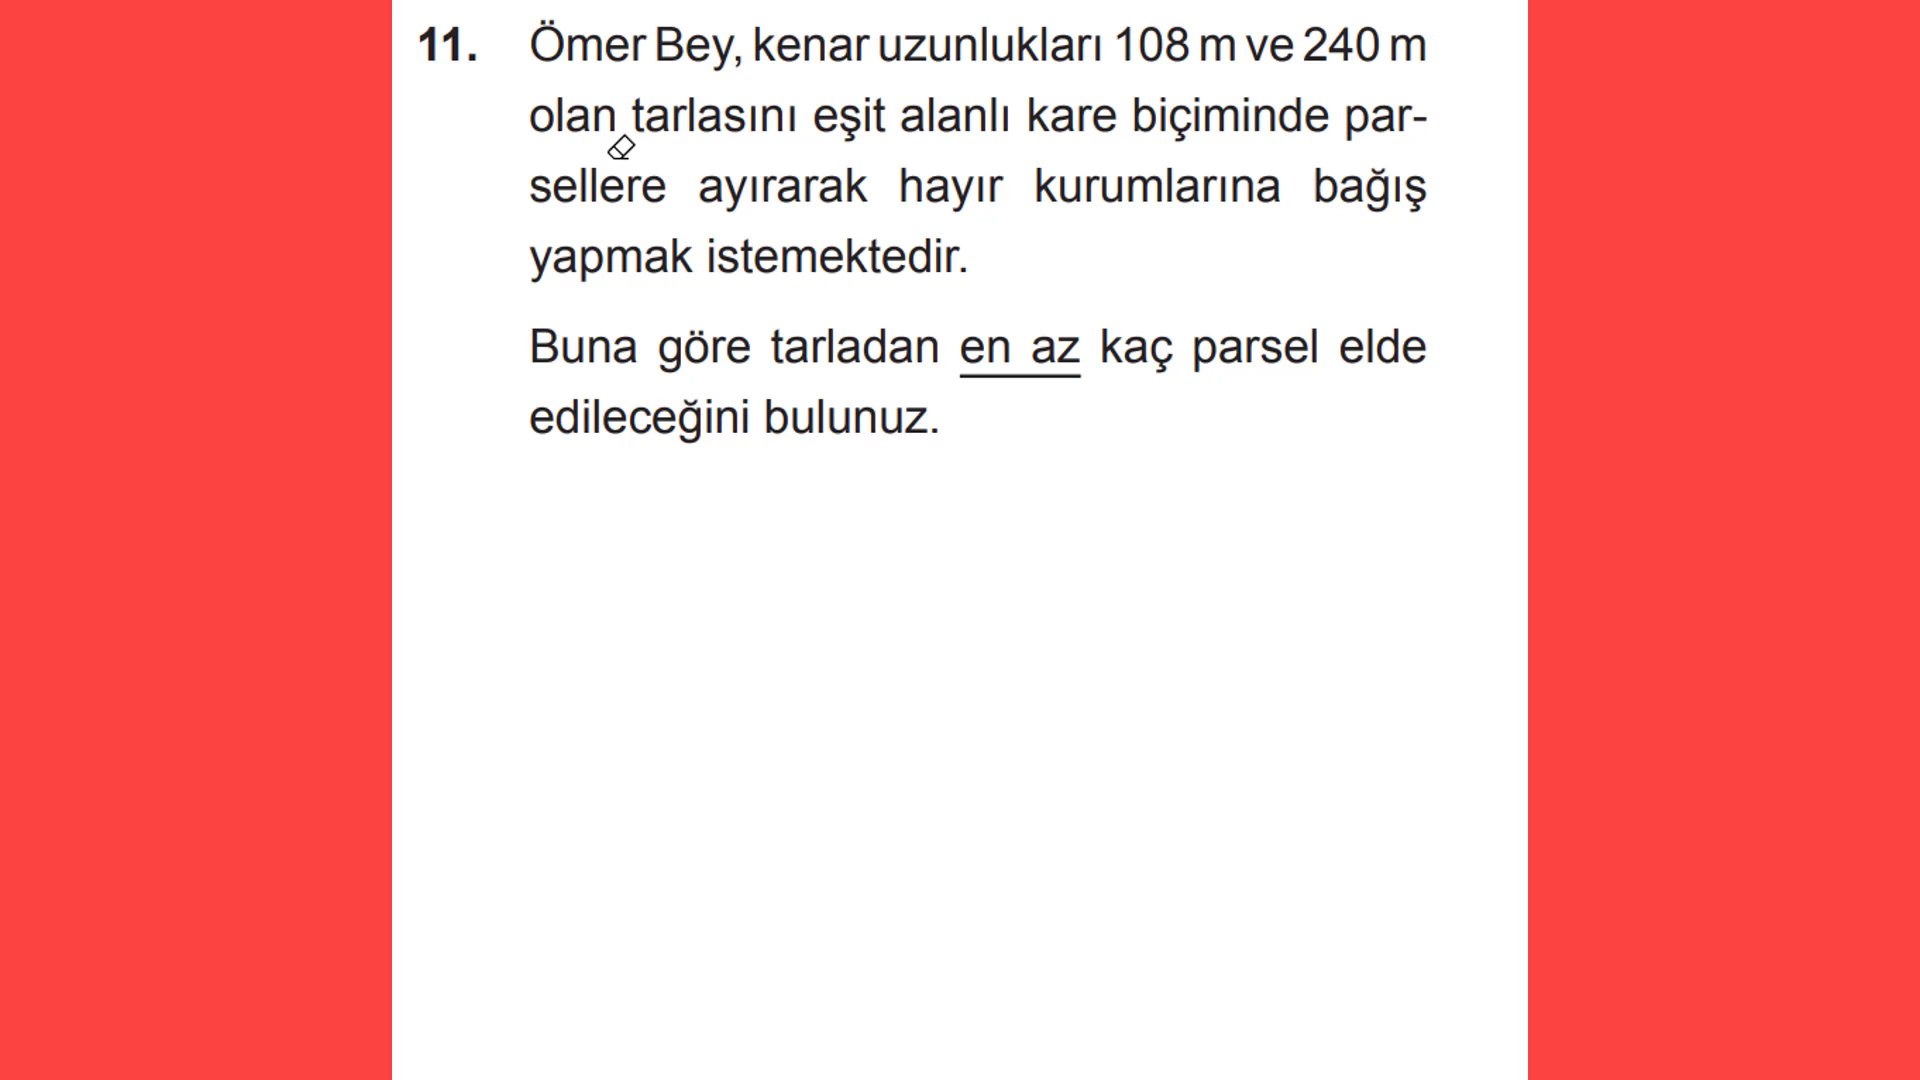 11. Ömer Bey, kenar uzunlukları 108 m ve 240 m
olan tarlasını eşit alanlı kare biçiminde par-
sellere ayırarak hayır kurumlarına bağış
yapmak istemektedir.
Buna göre tarladan en az kaç parsel elde
edileceğini bulunuz.